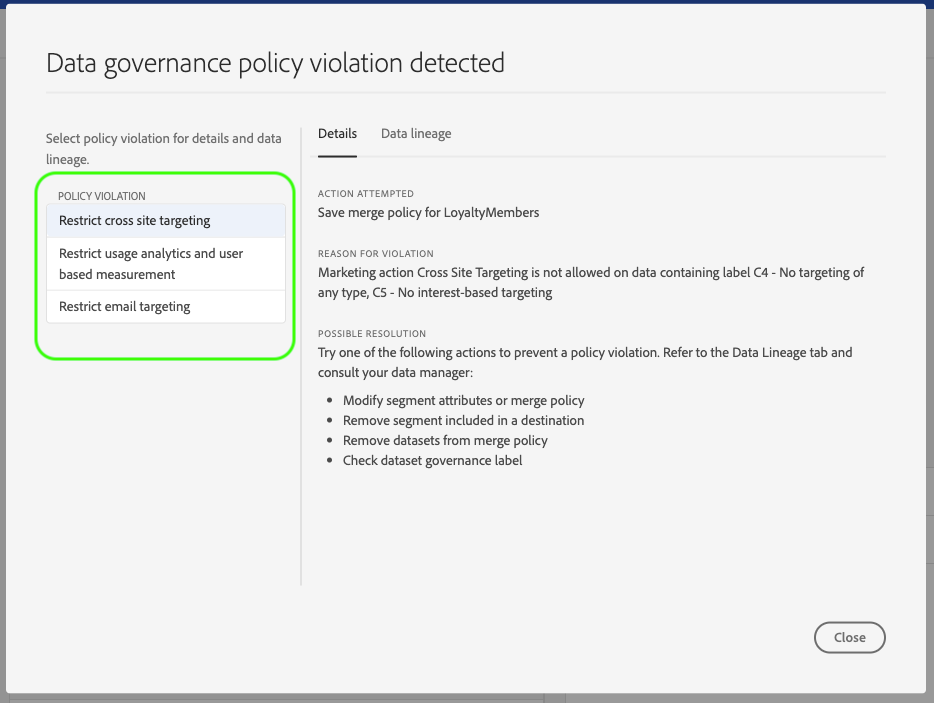 Data governance policy violation detected
Select policy violation for details and data
lineage.
POLICY VIOLATION
Restrict cross site targeting
Restrict usage analytics and user
based measurement
Restrict email targeting
Details
Data lineage
ACTION ATTEMPTED
Save merge policy for LoyaltyMembers
REASON FOR VIOLATION
Marketing action Cross Site Targeting is not allowed on data containing label C4 - No targeting of
any type, C5 - No interest-based targeting
POSSIBLE RESOLUTION
Try one of the following actions to prevent a policy violation. Refer to the Data Lineage tab and
consult your data manager:
• Modify segment attributes or merge policy
• Remove segment included in a destination
• Remove datasets from merge policy
• Check dataset governance label
Close